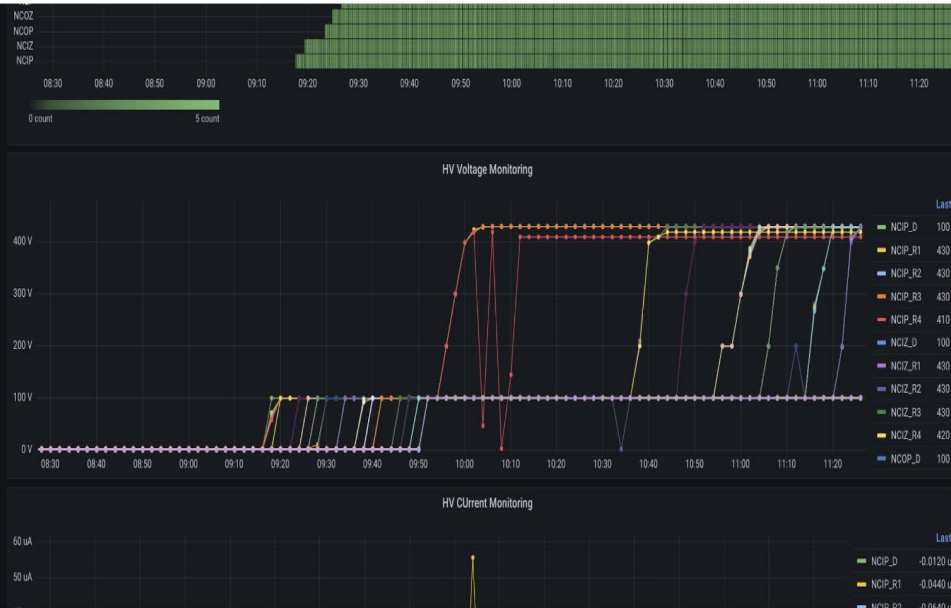 NCOZ
NCOP
NCIZ
NCIP
08:30 08:40 08:50 09:00 09:10 09:20 09:30 09:40 09:50 10:00 10:10 10:20 10:30 10:40 10:50 11:00 11:10 11:20
0 count 5 count
HV Voltage Monitoring
Last
400 V
300 V
200 V
100 V
0 V
08:30 08:40 08:50 09:00 09:10 09:20 09:30 09:40 09:50 10:00 10:10 10:20 10:30 10:40 10:50 11:00 11:10 11:20
NCIP_D 100
NCIP_R1 430
NCIP_R2 430
NCIP_R3 430
NCIP_R4 410
NCIZ_D 100
NCIZ_R1 430
NCIZ_R2 430
NCIZ_R3 430
NCIZ_R4 420
NCOP_D 100
HV CUrrent Monitoring
Last
60 uA
50 uA
NCIP_D -0.0120 u
NCIP_R1 -0.0440 u
NCIP_R2 -0.0640